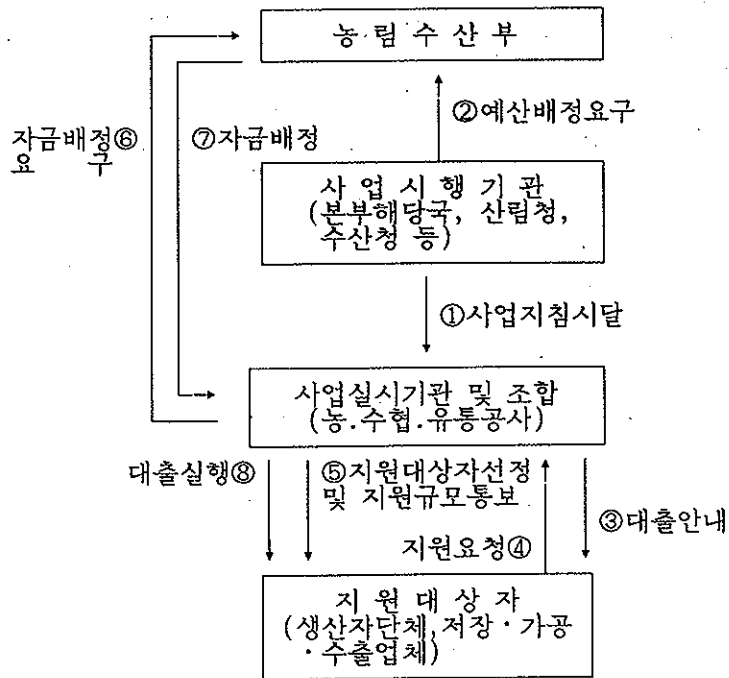 농 림 수 산 부
②예산배정요구
자금배정⑥
요 구
⑦자금배정
사 업 시 행 기 관
(본부해당국, 산림청,
수산청 등)
①사업지침시달
사업실시기관 및 조합
(농.수협.유통공사)
대출실행⑧
⑤지원대상자선정
및 지원규모통보
③대출안내
지원요청④
지 원 대 상 자
(생산자단체,저장·가공
·수출업체)